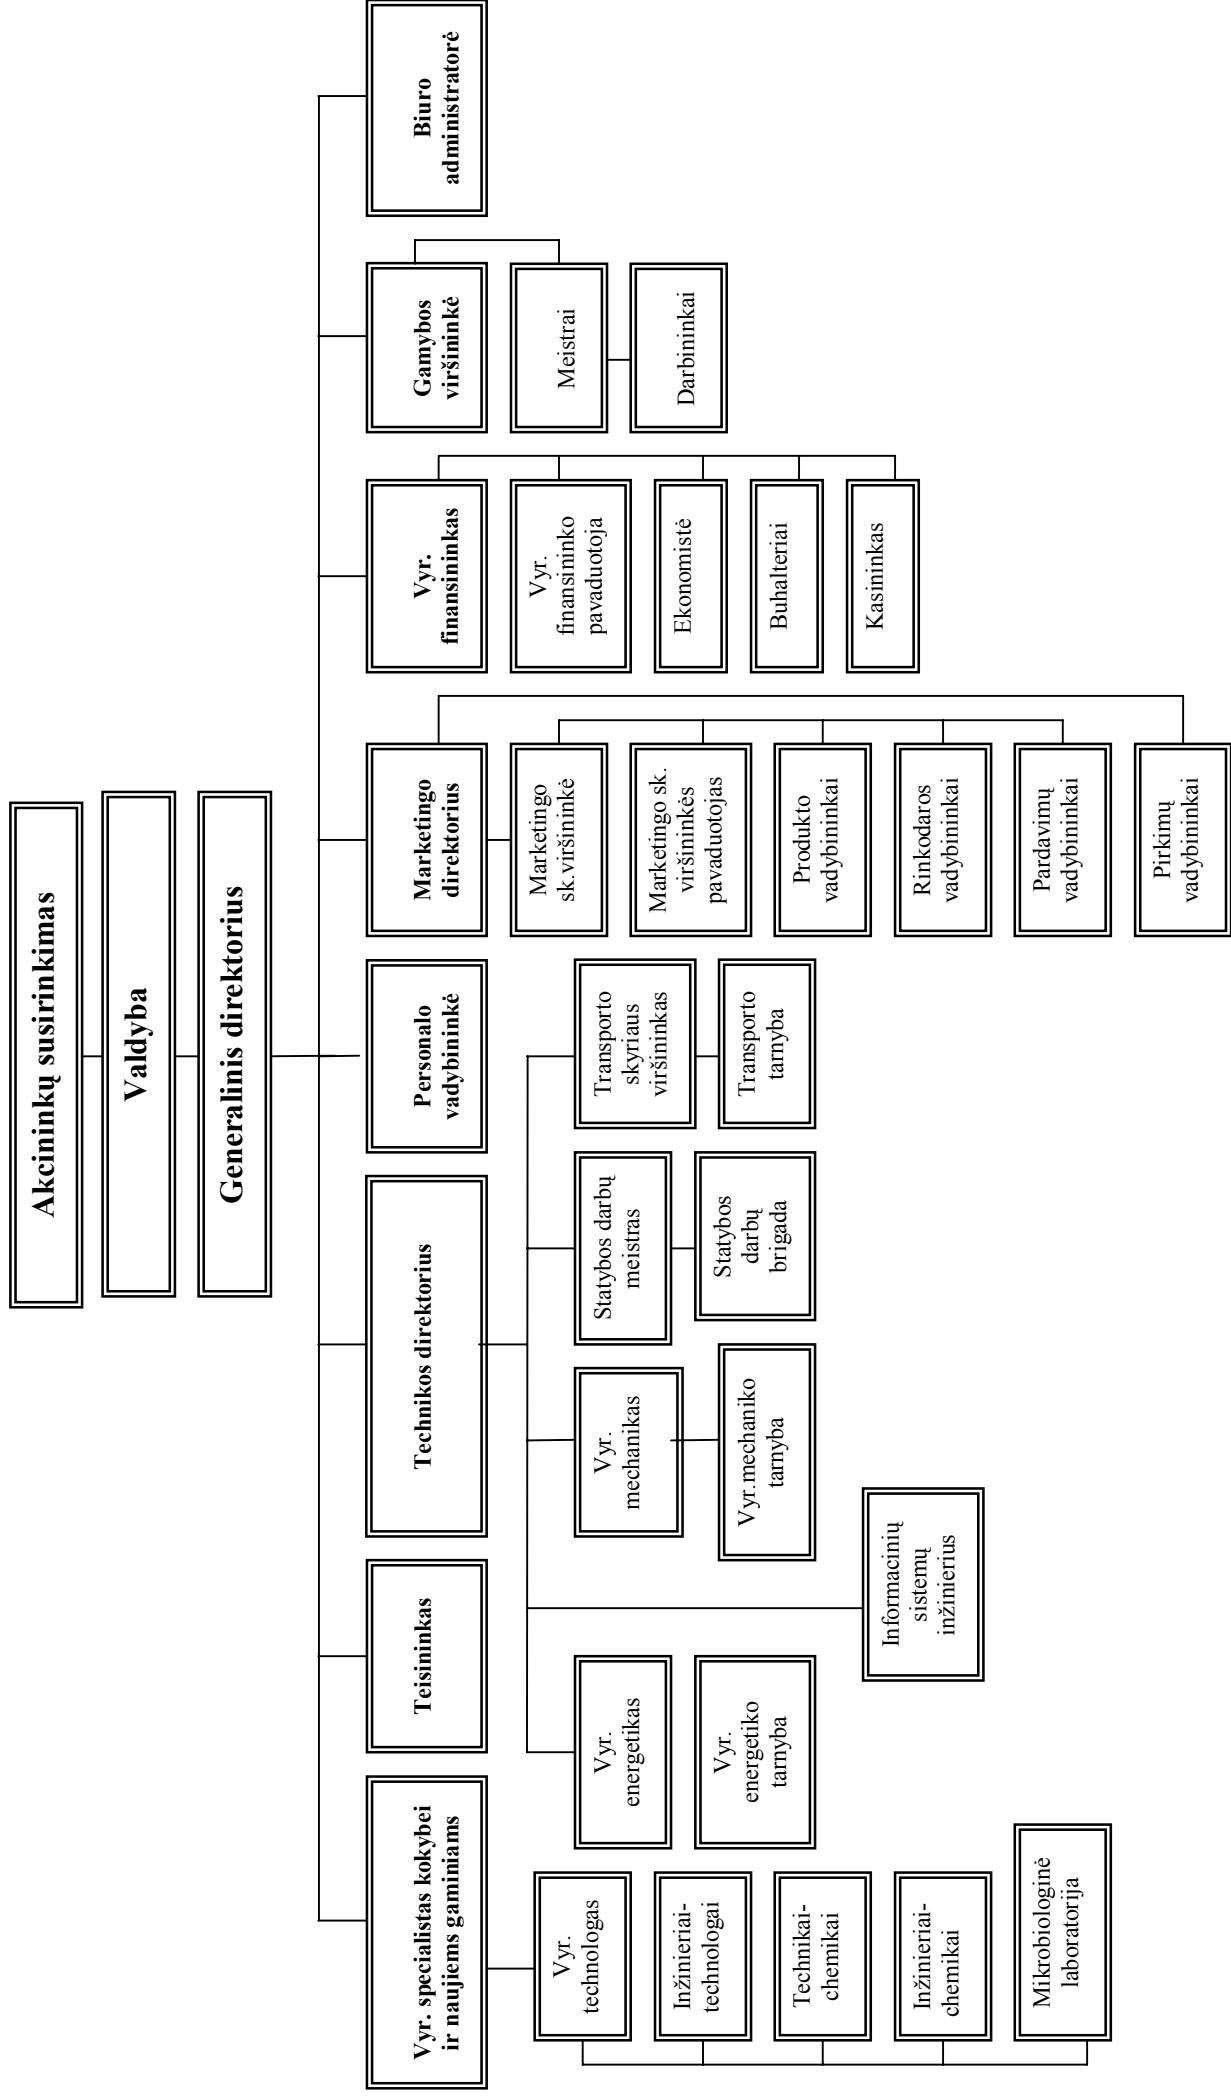 Akcininkų susirinkimas
Valdyba
Generalinis direktorius
Vyr. specialistas kokybei
ir naujiems gaminiams
Teisininkas
Technikos direktorius
Personalo
vadybininkė
Marketingo
direktorius
Vyr.
finansininkas
Gamybos
viršininkė
Biuro
administratorė
Vyr.
technologas
Inžinieriai-
technologai
Technikai-
chemikai
Inžinieriai-
chemikai
Mikrobiologinė
laboratorija
Vyr.
energetikas
Vyr.
energetiko
tarnyba
Informacinių
sistemų
inžinierius
Vyr.
mechanikas
Vyr.mechaniko
tarnyba
Statybos darbų
meistras
Statybos
darbų
brigada
Transporto
skyriaus
viršininkas
Transporto
tarnyba
Marketingo
sk.viršininkė
Marketingo sk.
viršininkės
pavaduotojas
Produkto
vadybininkai
Rinkodaros
vadybininkai
Pardavimų
vadybininkai
Pirkimų
vadybininkai
Vyr.
finansininko
pavaduotoja
Ekonomistė
Buhalteriai
Kasininkas
Meistrai
Darbininkai